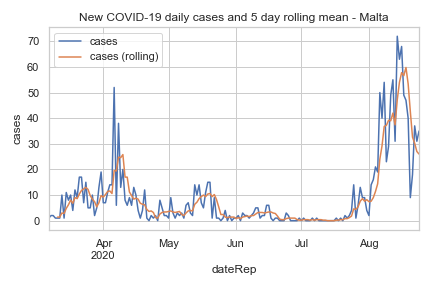 New COVID-19 daily cases and 5 day rolling mean - Malta
cases
cases (rolling)
70
60
50
40
30
20
10
0
cases
Apr
2020
May
Jun
Jul
Aug
dateRep